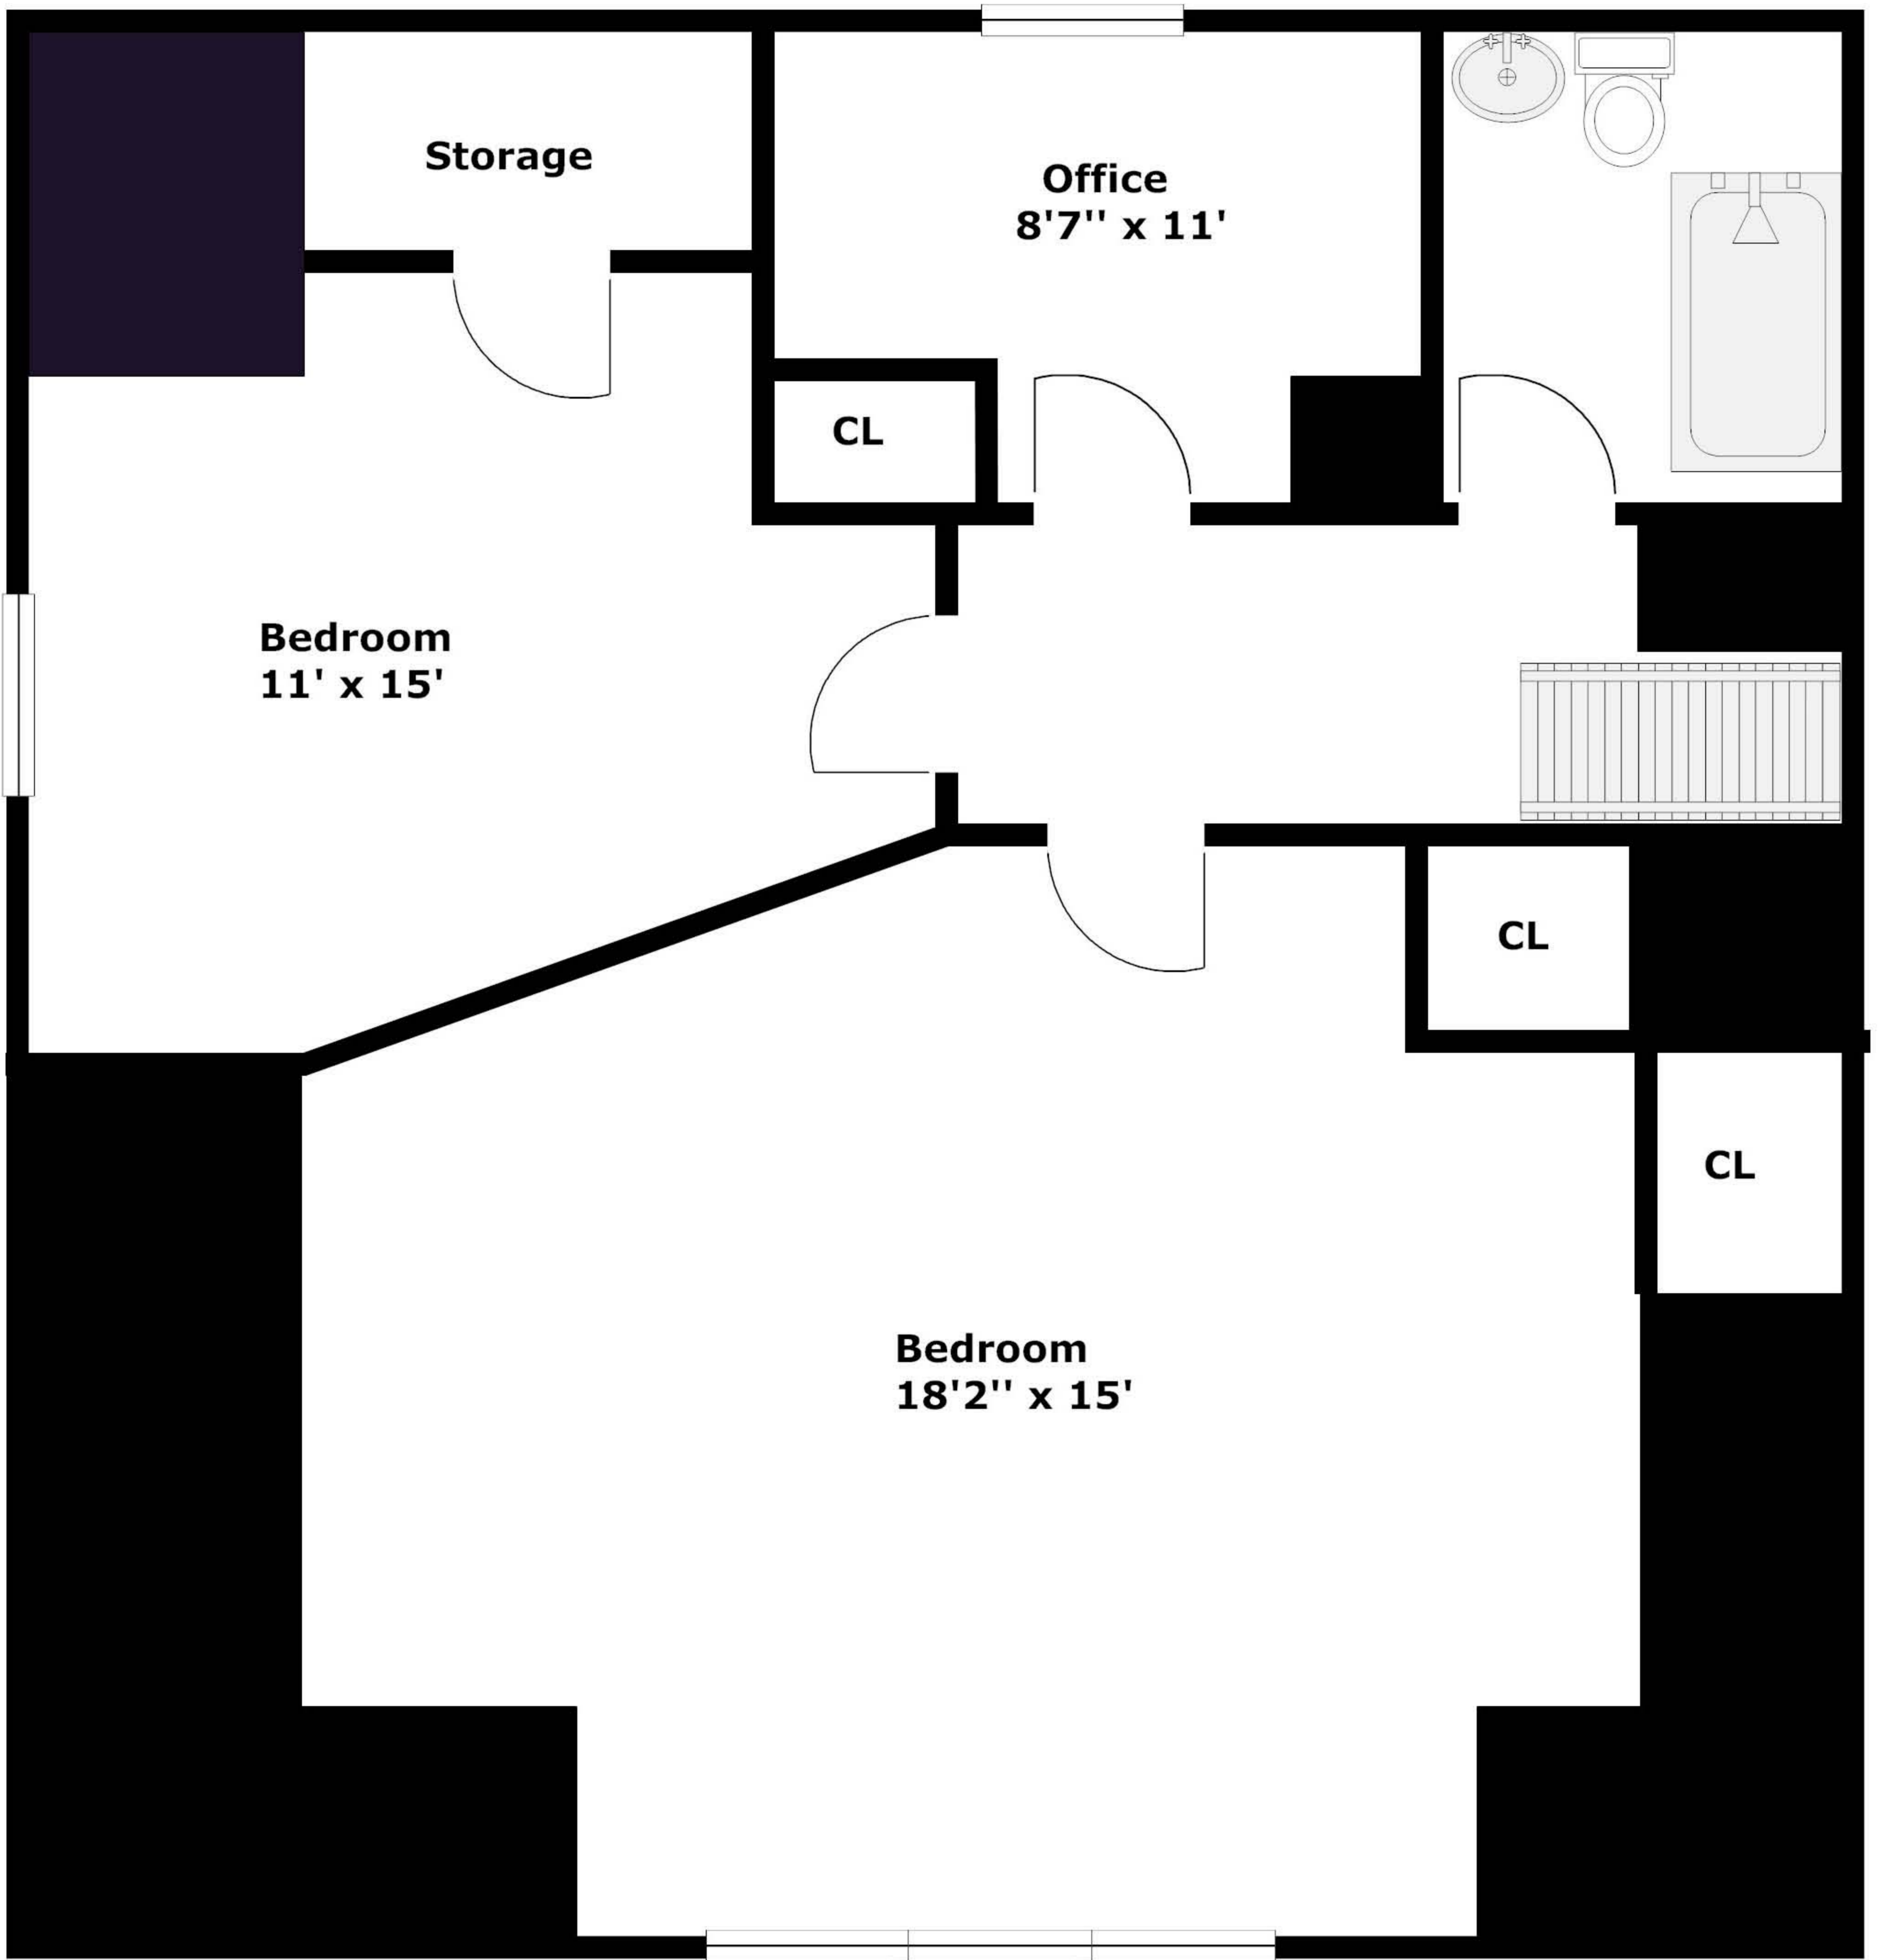 Storage
Office
8'7'' x 11'
CL
Bedroom
11' x 15'
CL
CL
Bedroom
18'2'' x 15'